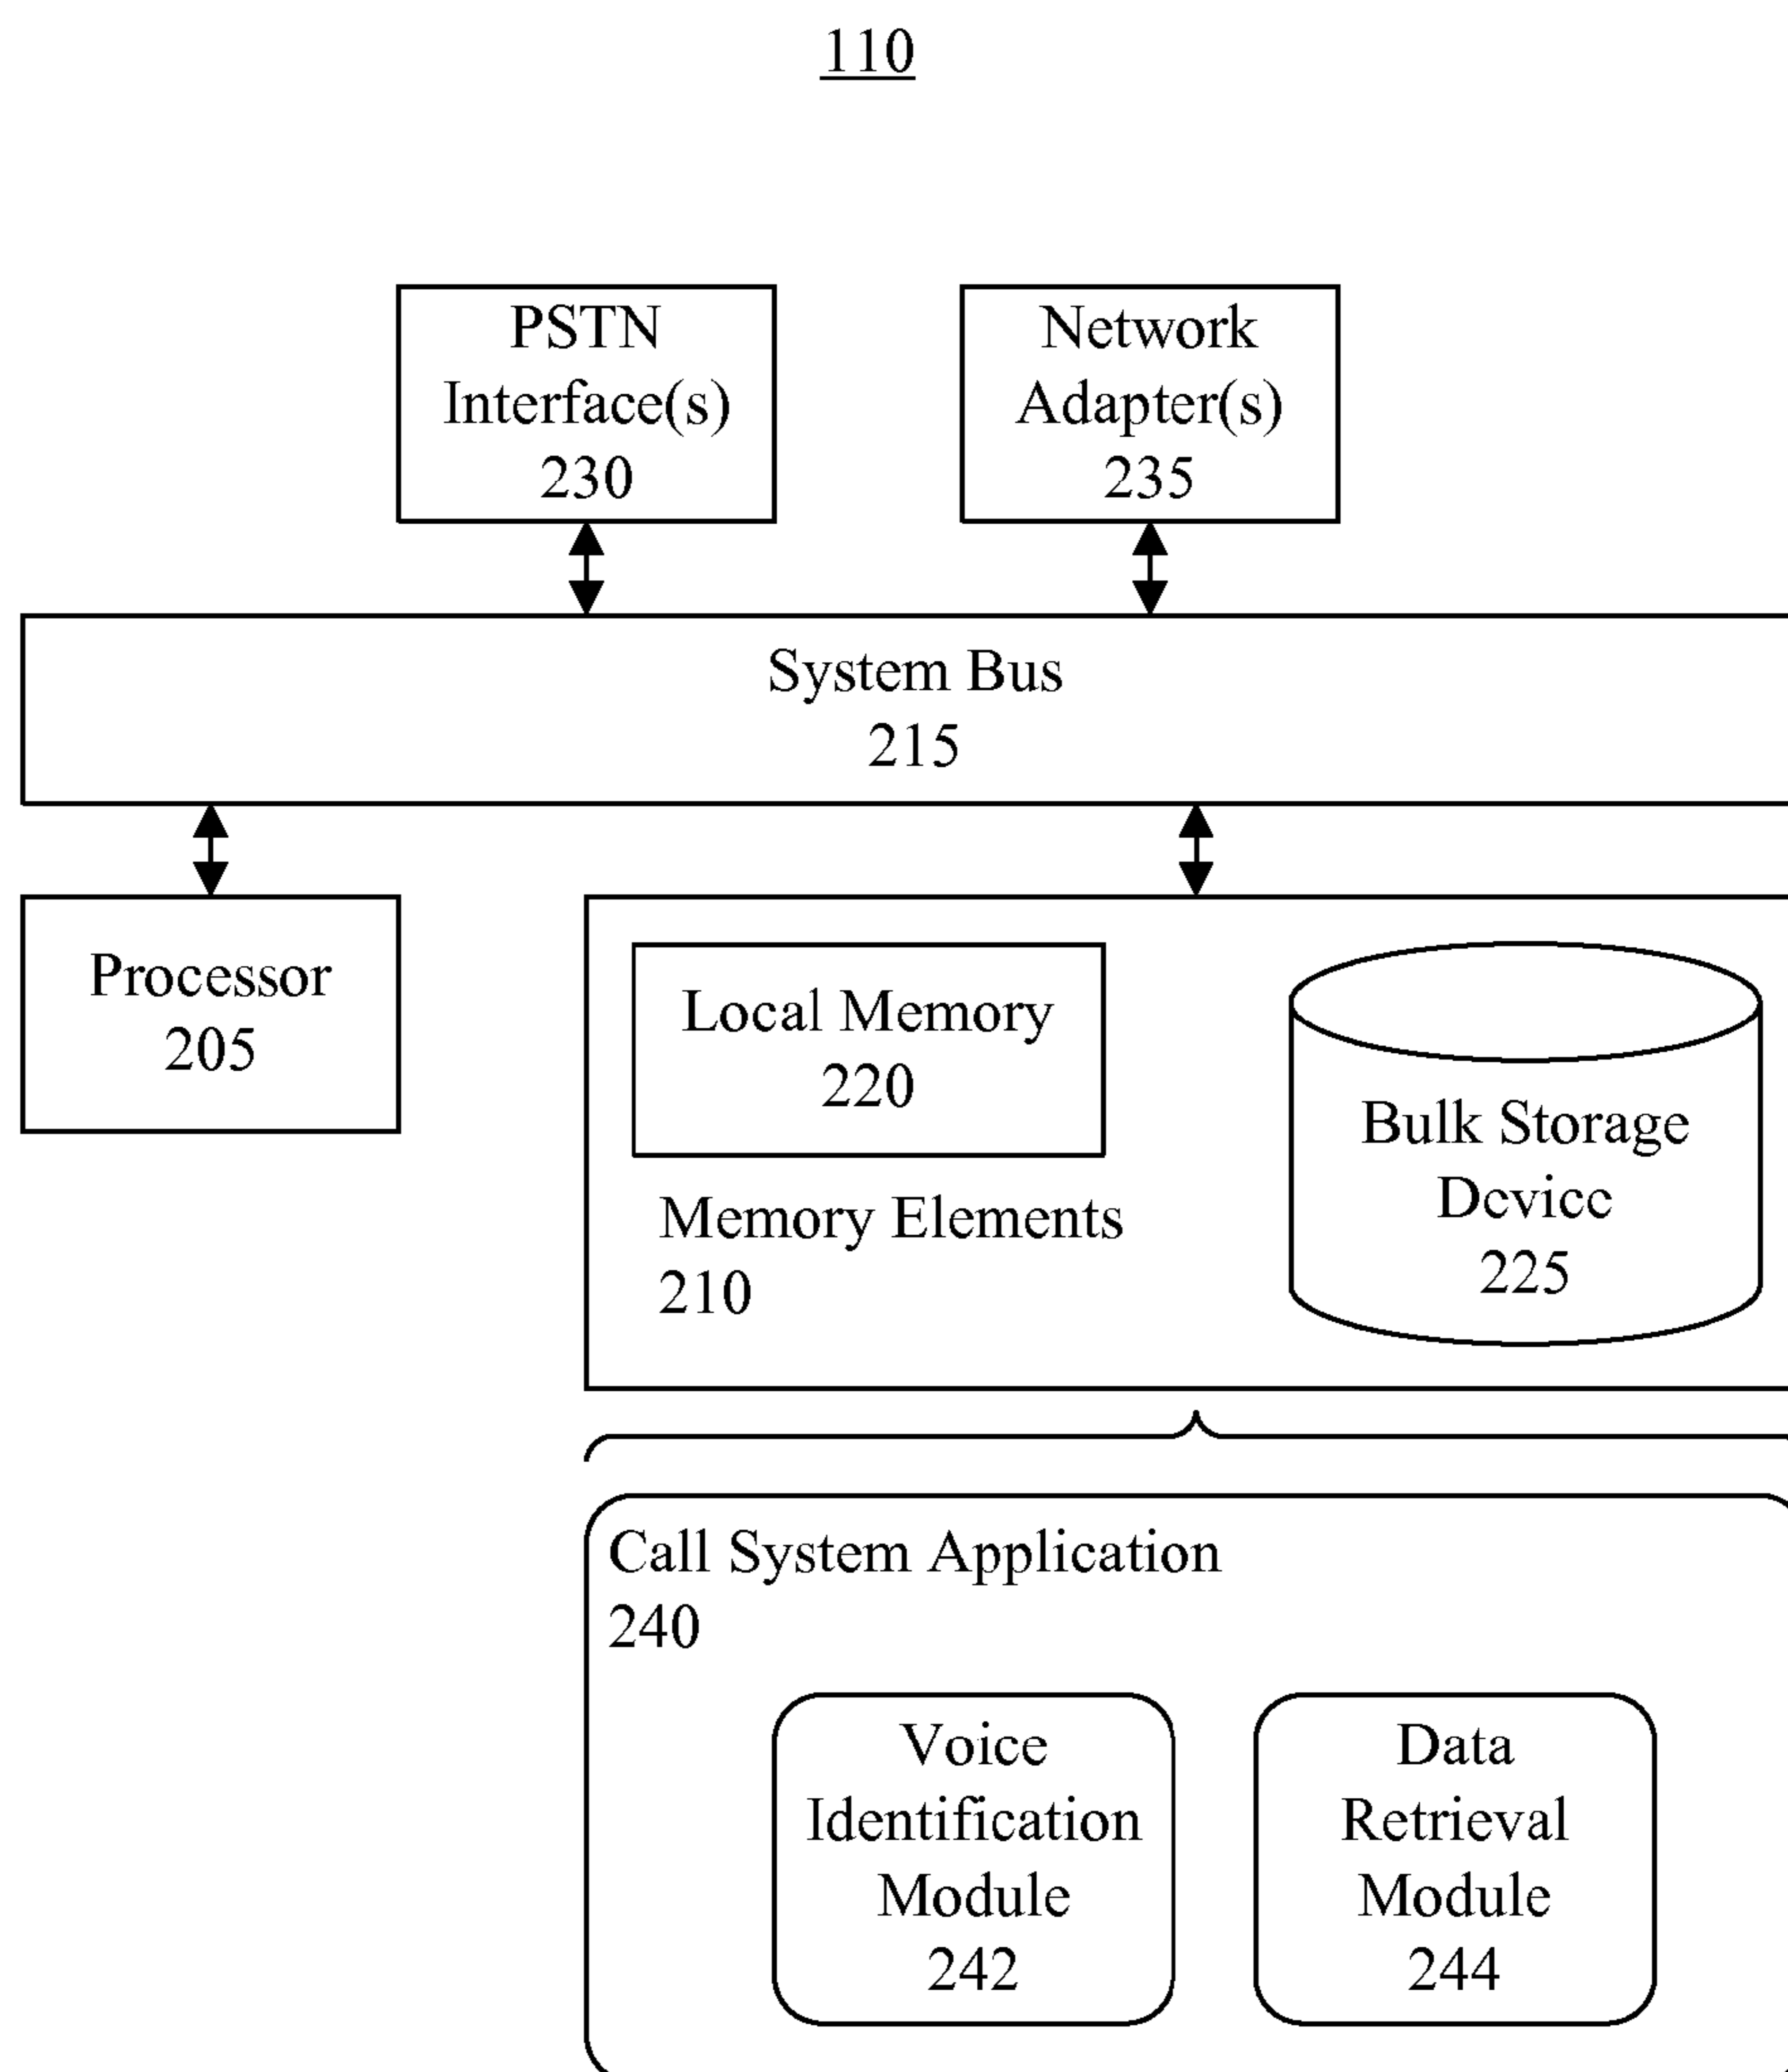 110
PSTN
Interface(s)
230
Network
Adapter(s)
235
System Bus
215
Processor
205
Local Memory
220
Memory Elements
210
Bulk Storage
Device
225
Call System Application
240
Voice
Identification
Module
242
Data
Retrieval
Module
244